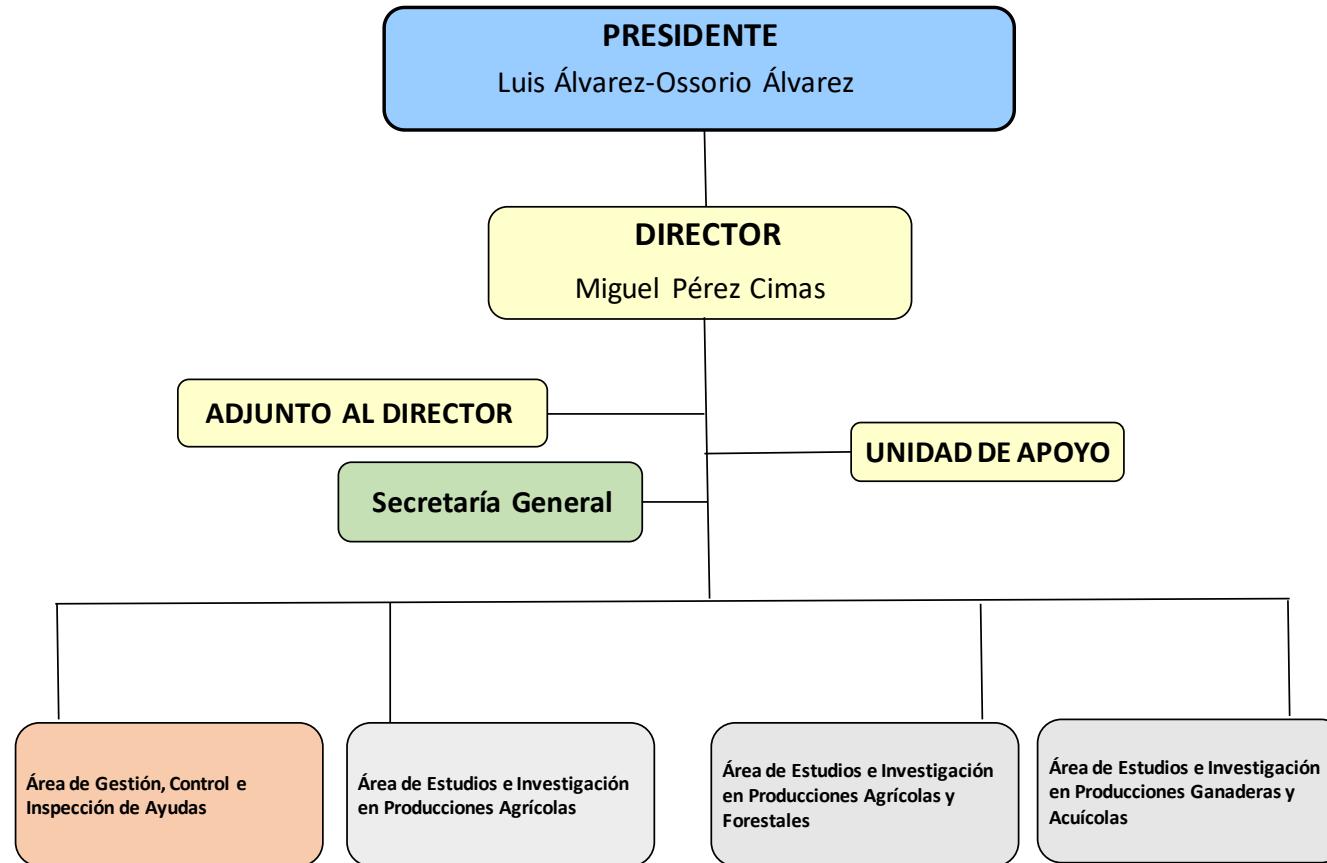 PRESIDENTE
Luis Álvarez-Ossorio Álvarez
DIRECTOR
Miguel Pérez Cimas
ADJUNTO AL DIRECTOR
UNIDAD DE APOYO
Secretaría General
Área de Gestión, Control e
Inspección de Ayudas
Área de Estudios e Investigación
en Producciones Agrícolas
Área de Estudios e Investigación
en Producciones Agrícolas y
Forestales
Área de Estudios e Investigación
en Producciones Ganaderas y
Acuícolas